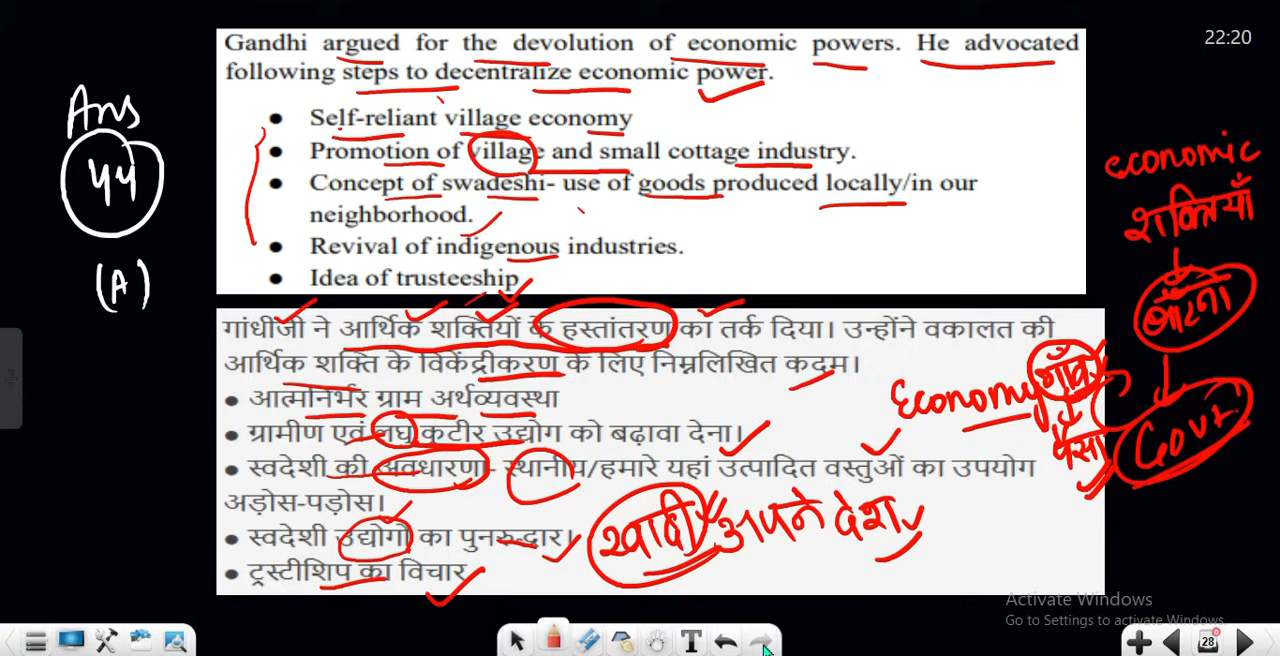 22:20
Gandhi argued for the devolution of economic powers. He advocated
following steps to decentralize economic power.
● Self-reliant village economy
● Promotion of village and small cottage industry.
● Concept of swadeshi- use of goods produced locally/in our
neighborhood.
● Revival of indigenous industries.
● Idea of trusteeship
Ans
44
(A)
economic
शक्तियाँ
बाँटना
Govt
गांधीजी ने आर्थिक शक्तियों के हस्तांतरण का तर्क दिया। उन्होंने वकालत की
आर्थिक शक्ति के विकेंद्रीकरण के लिए निम्नलिखित कदम।
● आत्मनिर्भर ग्राम अर्थव्यवस्था
● ग्रामीण एवं लघु कुटीर उद्योग को बढ़ावा देना।
● स्वदेशी की अवधारणा- स्थानीय/हमारे यहां उत्पादित वस्तुओं का उपयोग
अड़ोस-पड़ोस।
● स्वदेशी उद्योगों का पुनरुद्धार।
● ट्रस्टीशिप का विचार
Economy गाँव
पैसा
खादी अपने देश
Activate Windows
Go to Settings to activate Windows
28